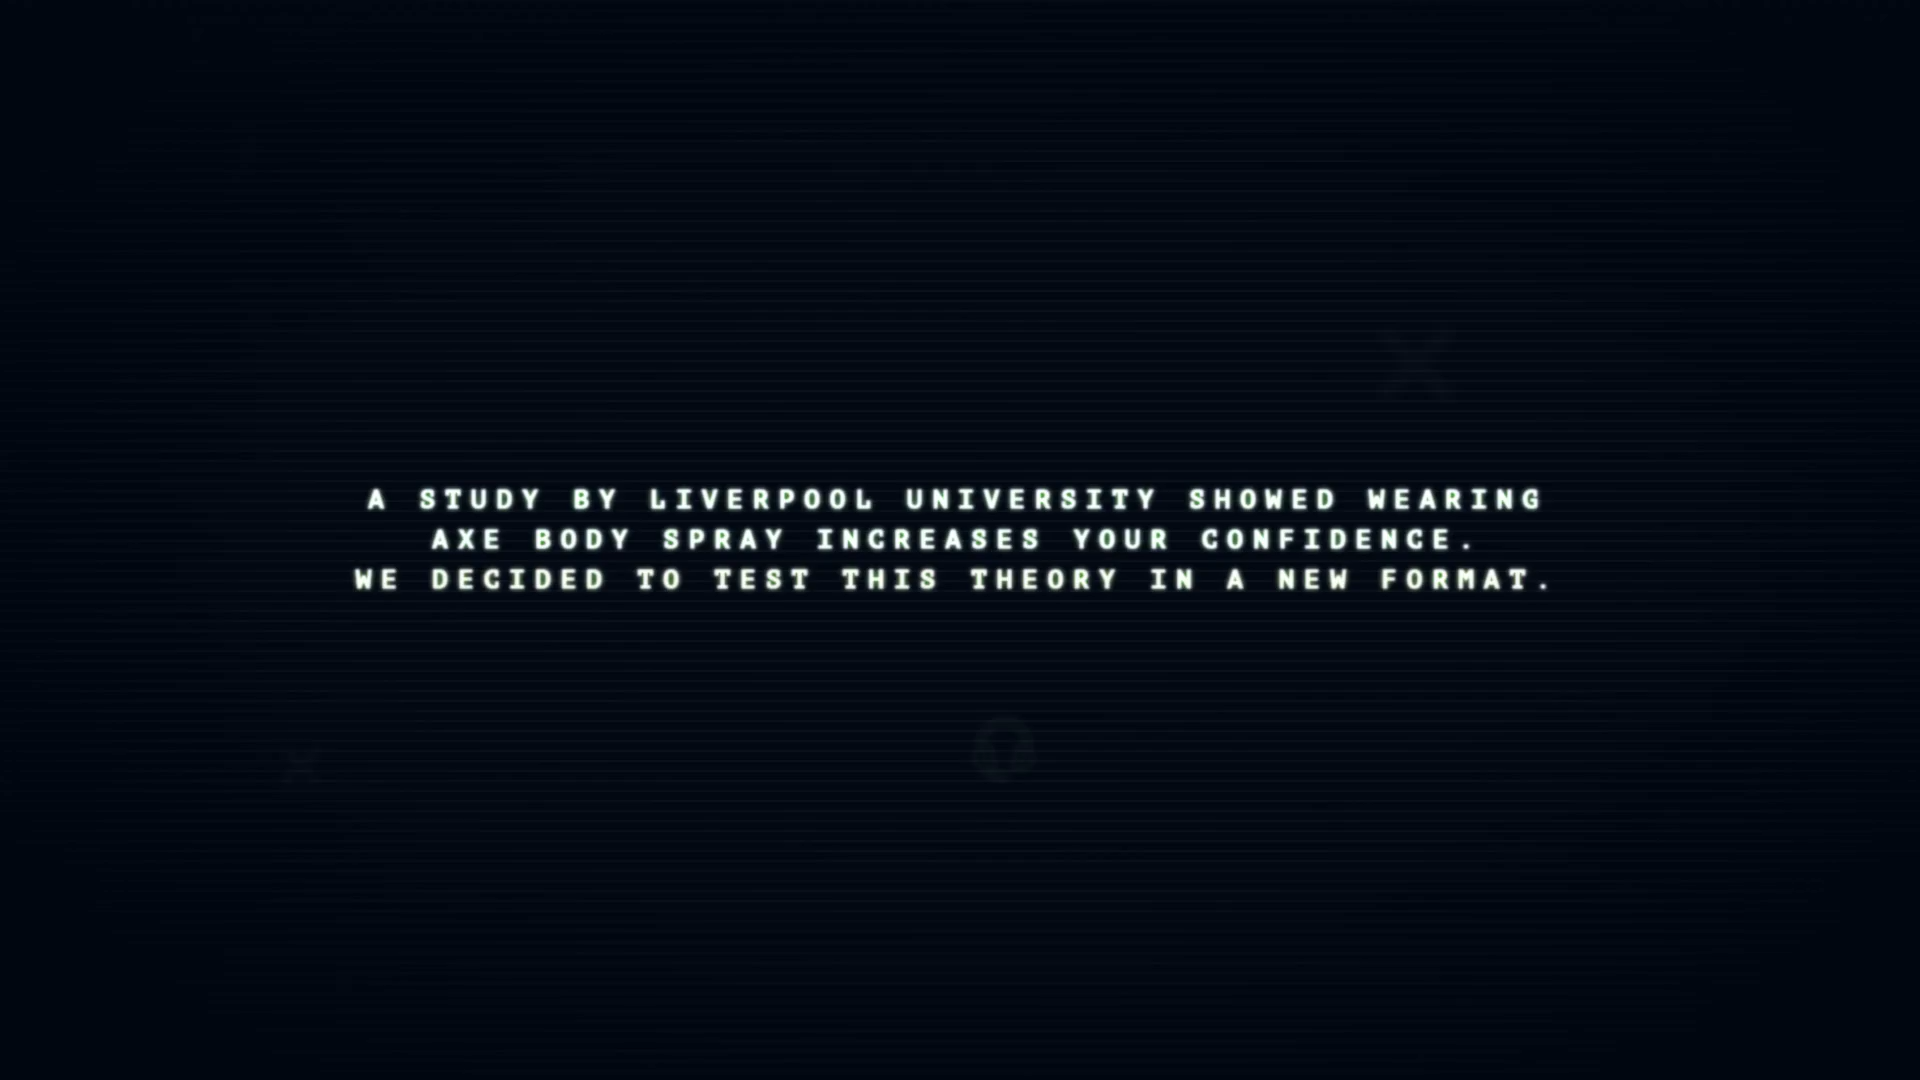 A STUDY BY LIVERPOOL UNIVERSITY SHOWED WEARING
AXE BODY SPRAY INCREASES YOUR CONFIDENCE.
WE DECIDED TO TEST THIS THEORY IN A NEW FORMAT.